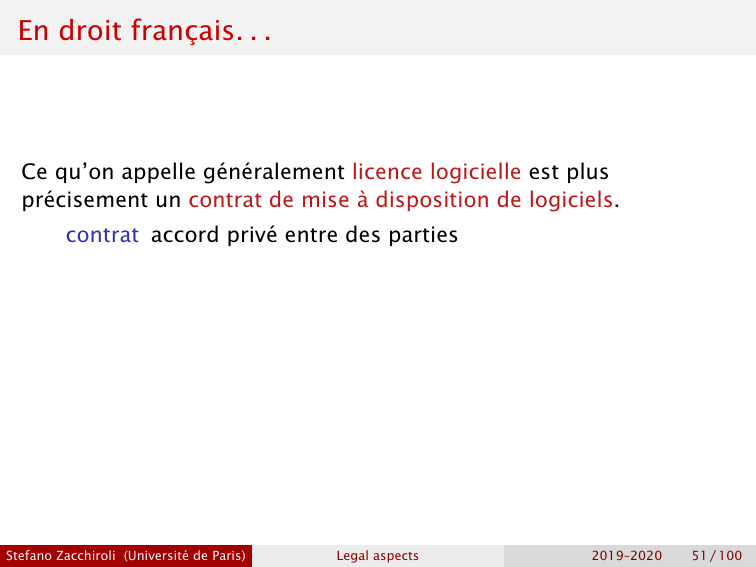 En droit français. . .
Ce qu’on appelle généralement licence logicielle est plus
précisement un contrat de mise à disposition de logiciels.
contrat accord privé entre des parties
Stefano Zacchiroli (Université de Paris) Legal aspects 2019–2020 51 / 100